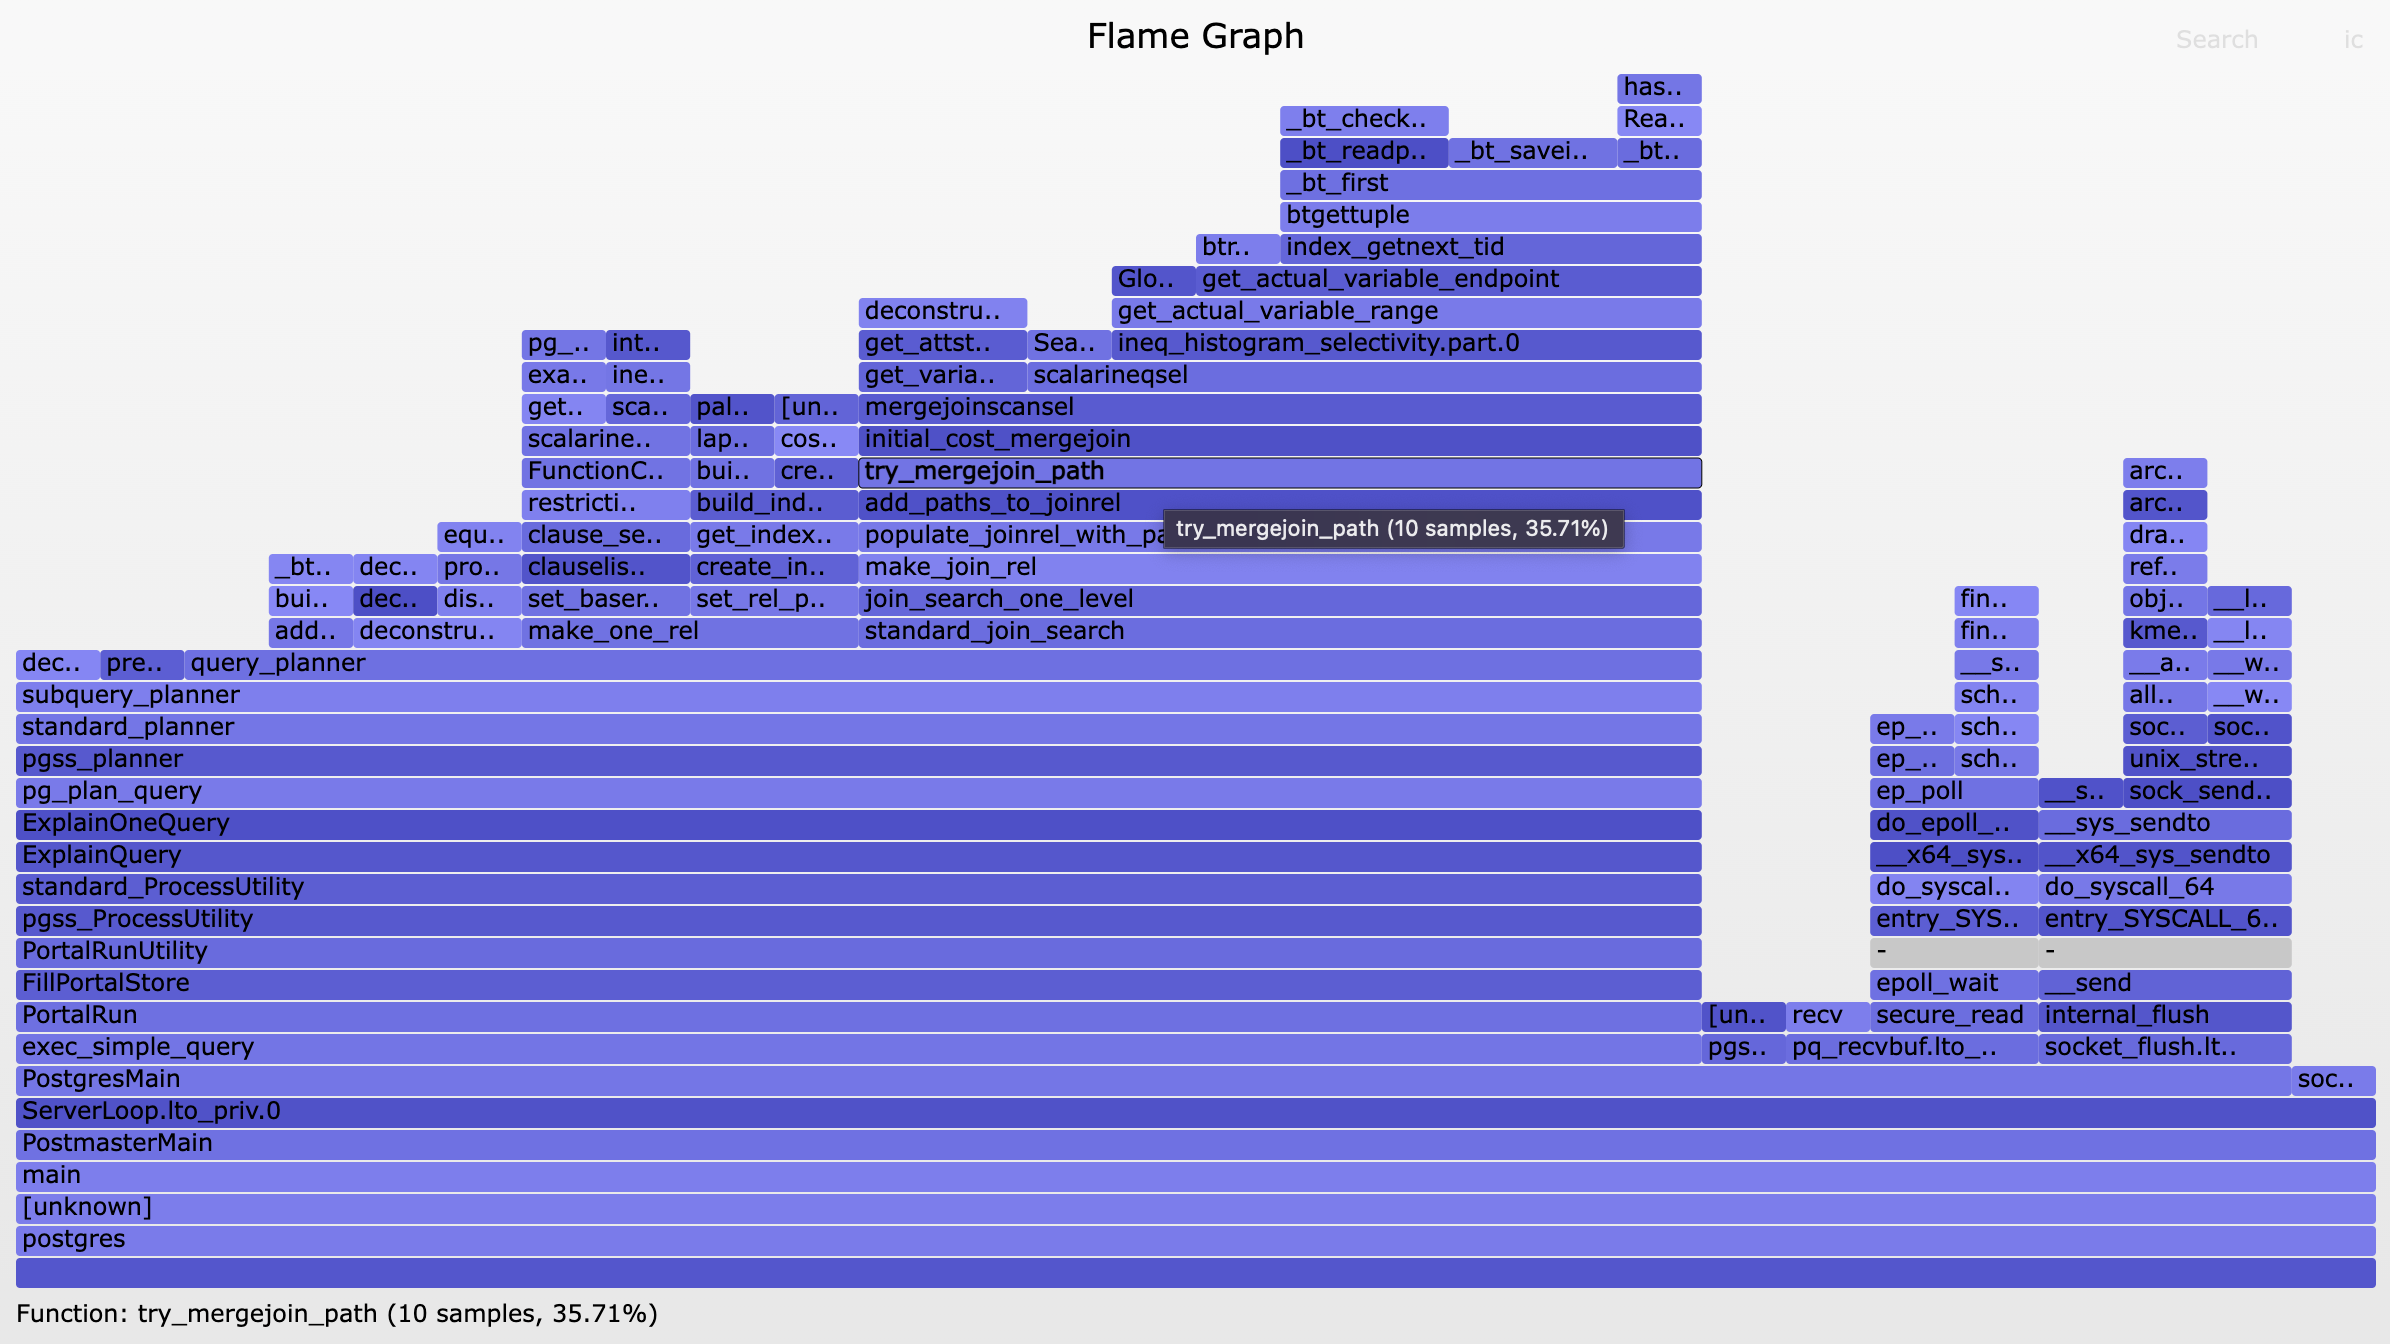 Flame Graph
Search ic
has..
_bt_check.. Rea..
_bt_readp.. _bt_savei.. _bt..
_bt_first
btgettuple
btr.. index_getnext_tid
Glo.. get_actual_variable_endpoint
deconstru.. get_actual_variable_range
pg_.. int.. get_attst.. Sea.. ineq_histogram_selectivity.part.0
exa.. ine.. get_varia.. scalarineqsel
get.. sca.. pal.. [un.. mergejoinscansel
scalarine.. lap.. cos.. initial_cost_mergejoin
FunctionC.. bui.. cre.. try_mergejoin_path arc..
restricti.. build_ind.. add_paths_to_joinrel arc..
equ.. clause_se.. get_index.. populate_joinrel_with_pa try_mergejoin_path (10 samples, 35.71%) dra..
_bt.. dec.. pro.. clauselis.. create_in.. make_join_rel ref..
bui.. dec.. dis.. set_baser.. set_rel_p.. join_search_one_level fin.. obj.. __l..
add.. deconstru.. make_one_rel standard_join_search fin.. kme.. __l..
dec.. pre.. query_planner __s.. __a.. __w..
subquery_planner sch.. all.. __w..
standard_planner ep_.. sch.. soc.. soc..
pgss_planner ep_.. sch.. unix_stre..
pg_plan_query ep_poll __s.. sock_send..
ExplainOneQuery do_epoll_.. __sys_sendto
ExplainQuery __x64_sys.. __x64_sys_sendto
standard_ProcessUtility do_syscal.. do_syscall_64
pgss_ProcessUtility entry_SYS.. entry_SYSCALL_6..
PortalRunUtility - -
FillPortalStore epoll_wait __send
PortalRun [un.. recv secure_read internal_flush
exec_simple_query pgs.. pq_recvbuf.lto_.. socket_flush.lt..
PostgresMain soc..
ServerLoop.lto_priv.0
PostmasterMain
main
[unknown]
postgres
Function: try_mergejoin_path (10 samples, 35.71%)